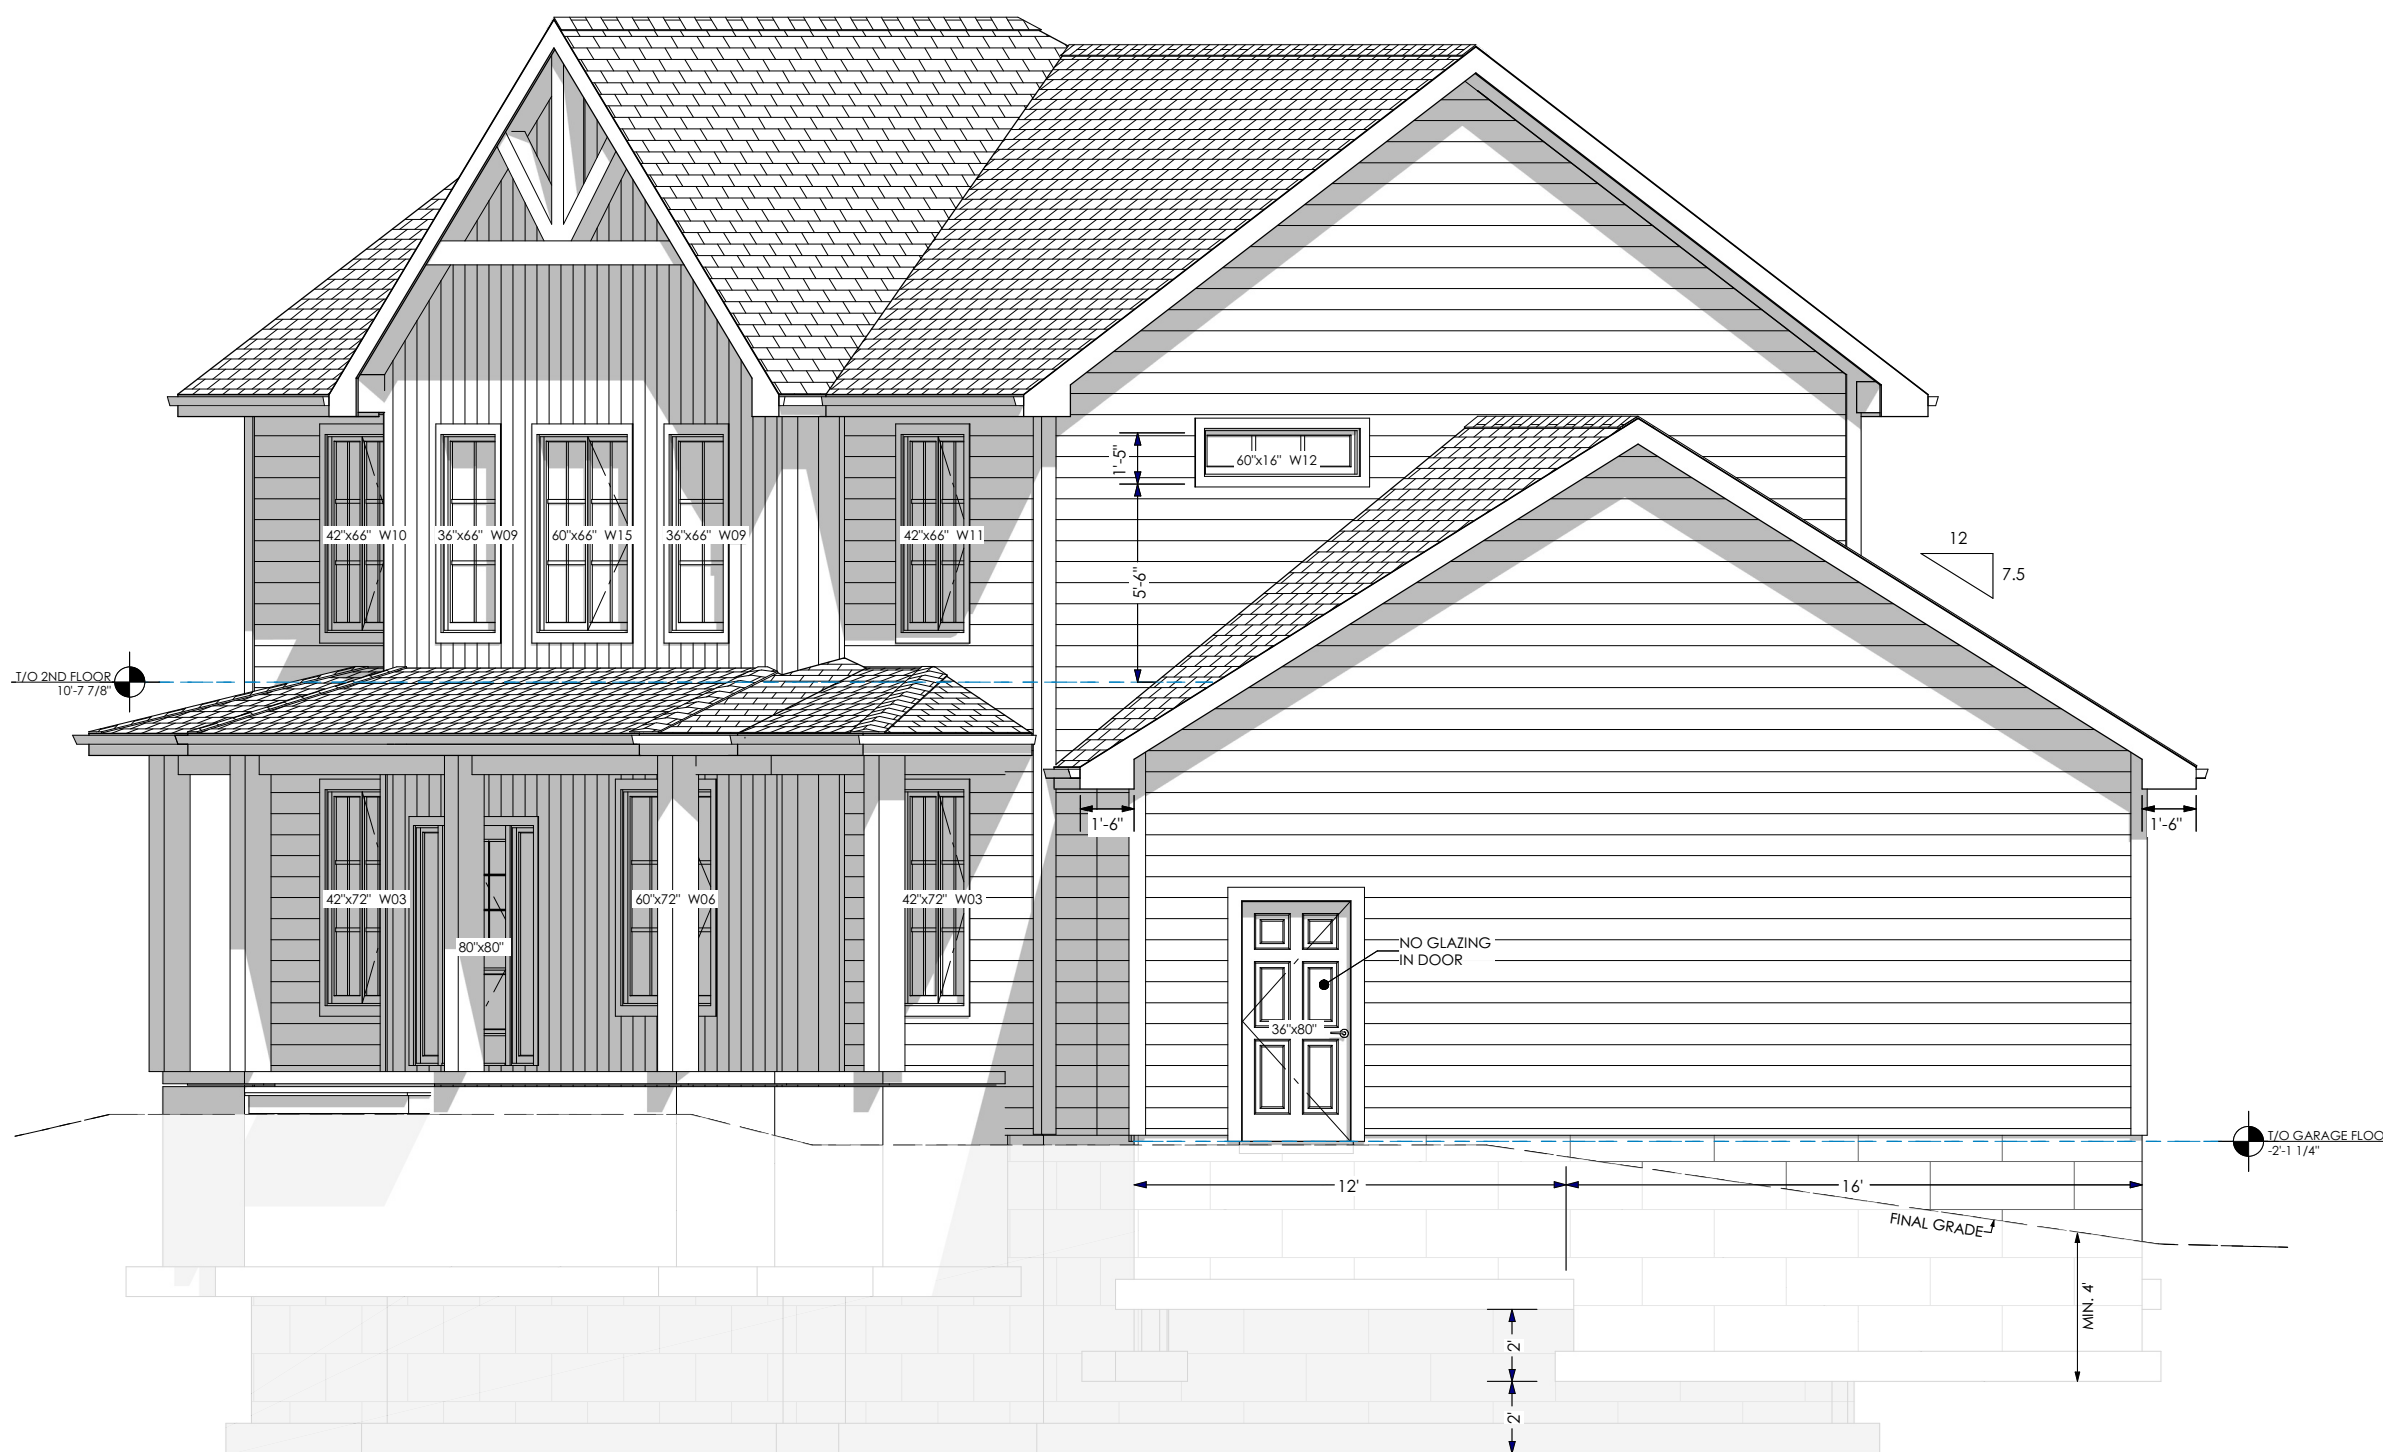 1'-5"
60"x16" W12
42"x66" W10
36"x66" W09
60"x66" W15
36"x66" W09
42"x66" W11
5'-6"
12
7.5
T/O 2ND FLOOR
10'-7 7/8"
1'-6"
1'-6"
42"x72" W03
60"x72" W06
42"x72" W03
80"x80"
NO GLAZING
IN DOOR
36"x80"
T/O GARAGE FLOO
-2'-1 1/4"
12'
16'
FINAL GRADE
MIN. 4'
2'
2'